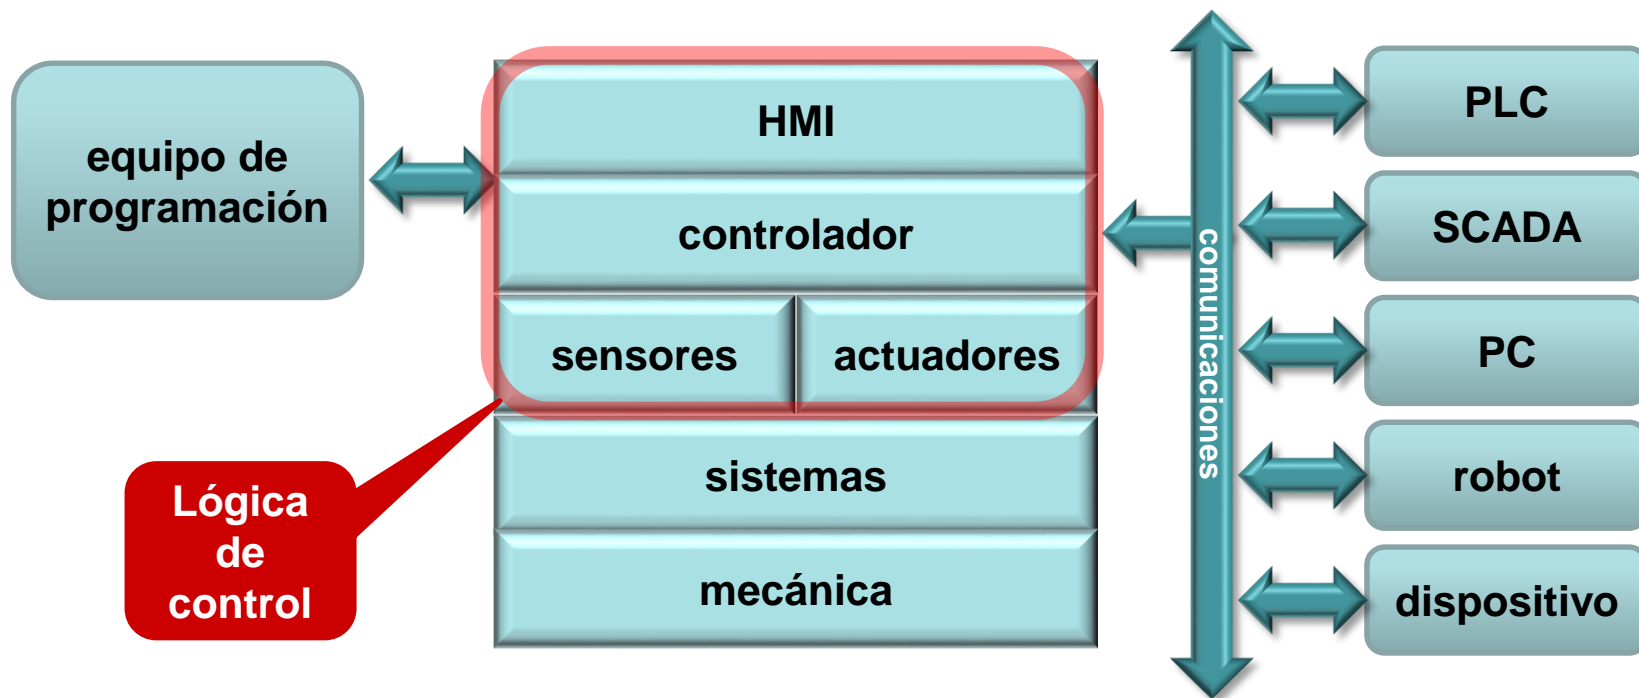 equipo de
programación
HMI
controlador
sensores
actuadores
sistemas
mecánica
Lógica
de
control
comunicaciones
PLC
SCADA
PC
robot
dispositivo